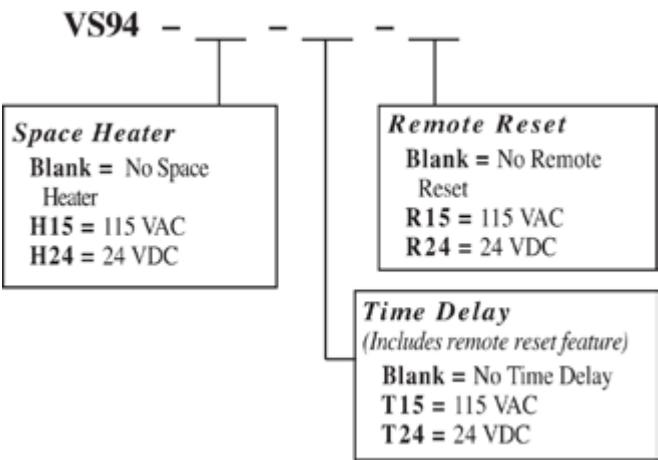 VS94 - ___ - ___ - ___
Space Heater
Blank = No Space
Heater
H15 = 115 VAC
H24 = 24 VDC
Remote Reset
Blank = No Remote
Reset
R15 = 115 VAC
R24 = 24 VDC
Time Delay
(Includes remote reset feature)
Blank = No Time Delay
T15 = 115 VAC
T24 = 24 VDC